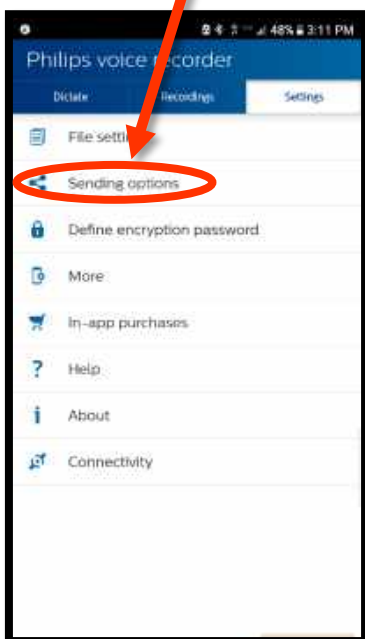 48% 3:11 PM
Philips voice recorder
Dictate Recordings Settings
File setti
Sending options
Define encryption password
More
In-app purchases
? Help
i About
Connectivity